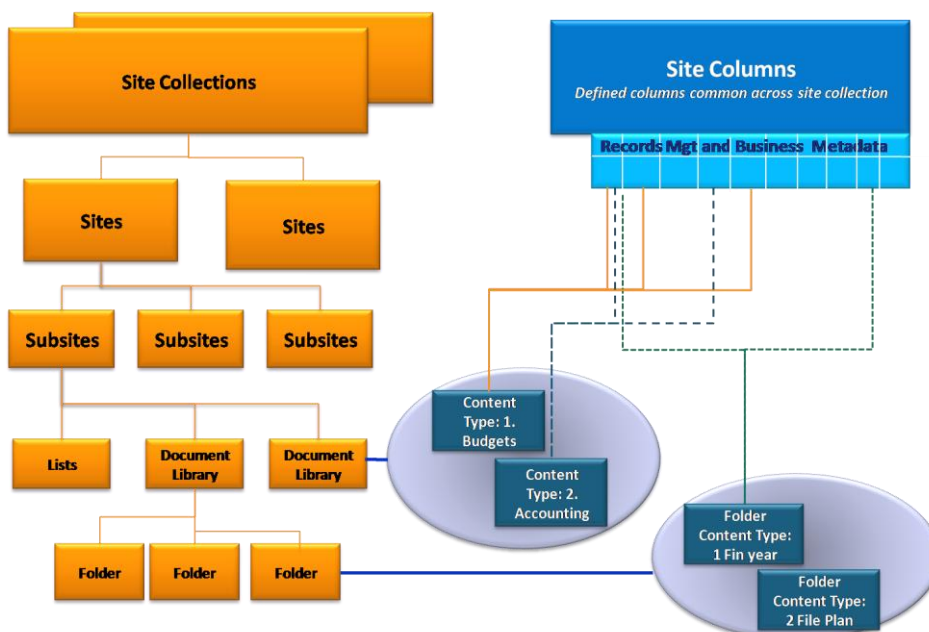 Site Collections
Site Columns
Defined columns common across site collection
Records Mgt and Business Metadata
Sites
Sites
Subsites
Subsites
Subsites
Content
Type: 1.
Budgets
Lists
Document
Library
Document
Library
Content
Type: 2.
Accounting
Folder
Content Type:
1 Fin year
Folder
Folder
Folder
Folder
Content Type:
2 File Plan